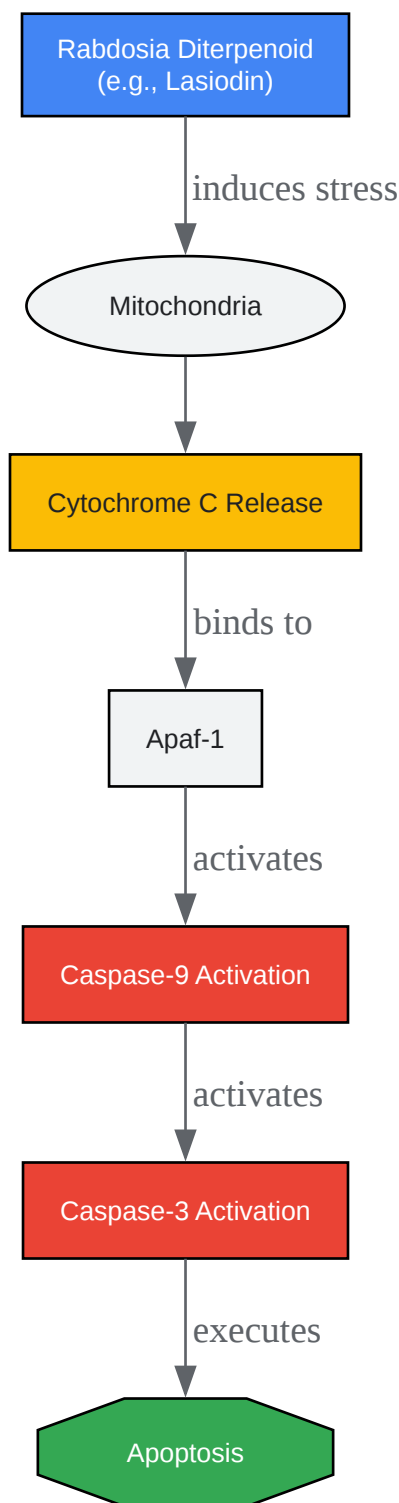 Rabdosia Diterpenoid
(e.g., Lasiodin)
induces stress
Mitochondria
Cytochrome C Release
binds to
Apaf-1
activates
Caspase-9 Activation
activates
Caspase-3 Activation
executes
Apoptosis